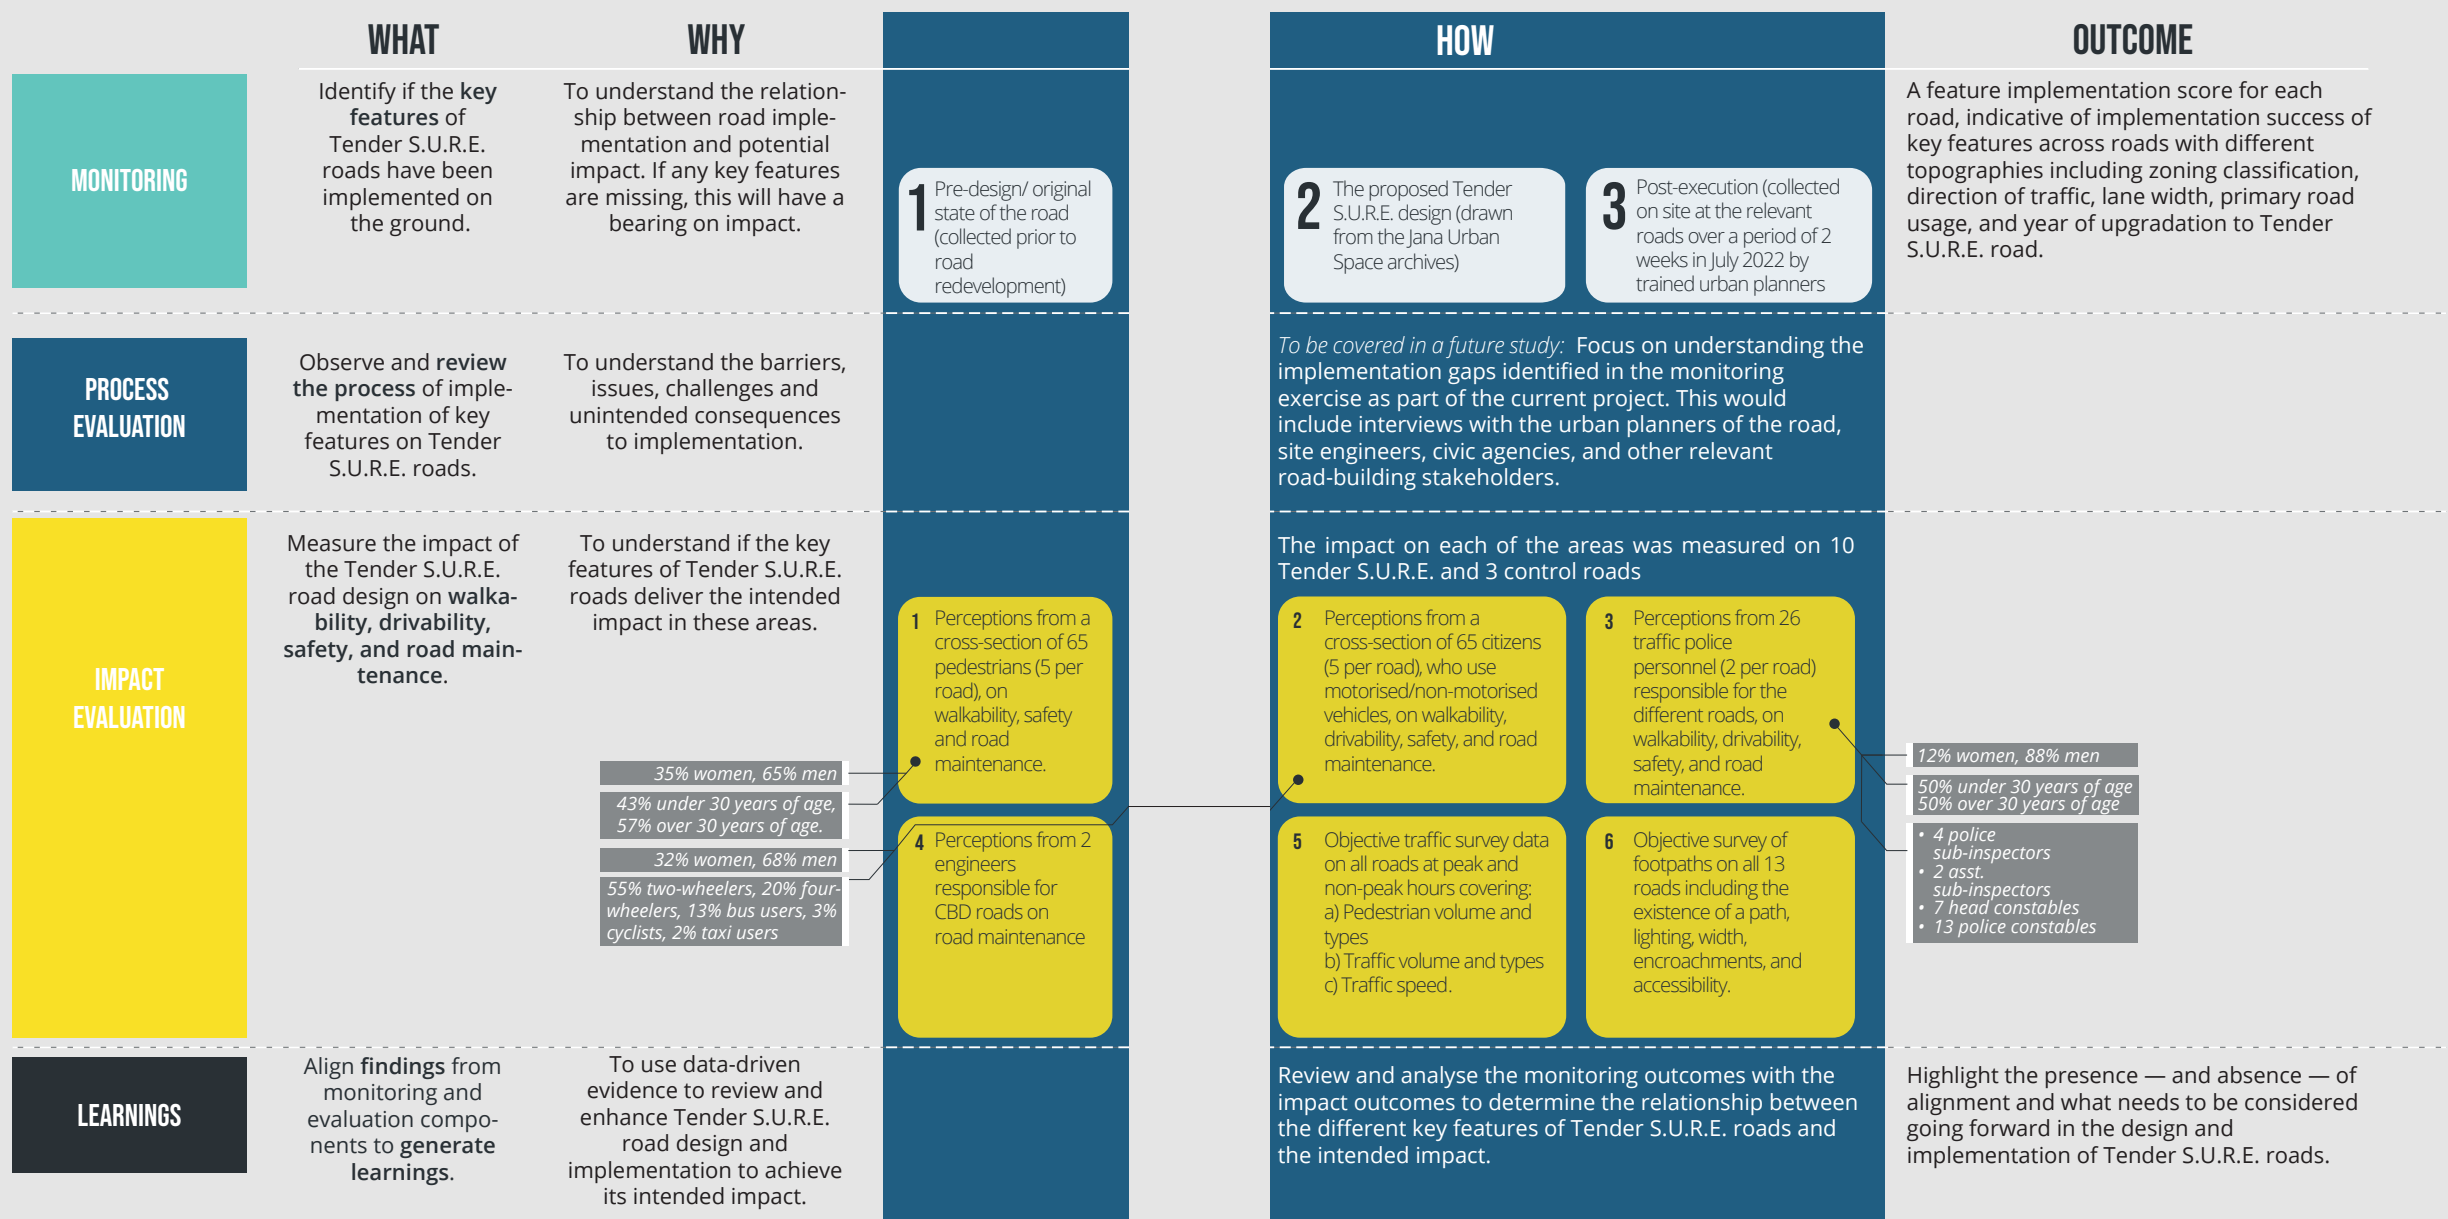 WHAT
WHY
HOW
OUTCOME
MONITORING
Identify if the key
features of
Tender S.U.R.E.
roads have been
implemented on
the ground.
To understand the relation-
ship between road imple-
mentation and potential
impact. If any key features
are missing, this will have a
bearing on impact.
1
Pre-design/ original
state of the road
(collected prior to
road
redevelopment)
2
The proposed Tender
S.U.R.E. design (drawn
from the Jana Urban
Space archives)
3
Post-execution (collected
on site at the relevant
roads over a period of 2
weeks in July 2022 by
trained urban planners
A feature implementation score for each
road, indicative of implementation success of
key features across roads with different
topographies including zoning classification,
direction of traffic, lane width, primary road
usage, and year of upgradation to Tender
S.U.R.E. road.
PROCESS
EVALUATION
Observe and review
the process of imple-
mentation of key
features on Tender
S.U.R.E. roads.
To understand the barriers,
issues, challenges and
unintended consequences
to implementation.
To be covered in a future study: Focus on understanding the
implementation gaps identified in the monitoring
exercise as part of the current project. This would
include interviews with the urban planners of the road,
site engineers, civic agencies, and other relevant
road-building stakeholders.
IMPACT
EVALUATION
Measure the impact of
the Tender S.U.R.E.
road design on walka-
bility, drivability,
safety, and road main-
tenance.
To understand if the key
features of Tender S.U.R.E.
roads deliver the intended
impact in these areas.
The impact on each of the areas was measured on 10
Tender S.U.R.E. and 3 control roads
1
Perceptions from a
cross-section of 65
pedestrians (5 per
road), on
walkability, safety
and road
maintenance.
2
Perceptions from a
cross-section of 65 citizens
(5 per road), who use
motorised/non-motorised
vehicles, on walkability,
drivability, safety, and road
maintenance.
3
Perceptions from 26
traffic police
personnel (2 per road)
responsible for the
different roads, on
walkability, drivability,
safety, and road
maintenance.
35% women, 65% men
43% under 30 years of age,
57% over 30 years of age.
32% women, 68% men
55% two-wheelers, 20% four-
wheelers, 13% bus users, 3%
cyclists, 2% taxi users
12% women, 88% men
50% under 30 years of age
50% over 30 years of age
• 4 police
sub-inspectors
• 2 asst.
sub-inspectors
• 7 head constables
• 13 police constables
4
Perceptions from 2
engineers
responsible for
CBD roads on
road maintenance
5
Objective traffic survey data
on all roads at peak and
non-peak hours covering:
a) Pedestrian volume and
types
b) Traffic volume and types
c) Traffic speed.
6
Objective survey of
footpaths on all 13
roads including the
existence of a path,
lighting, width,
encroachments, and
accessibility.
LEARNINGS
Align findings from
monitoring and
evaluation compo-
nents to generate
learnings.
To use data-driven
evidence to review and
enhance Tender S.U.R.E.
road design and
implementation to achieve
its intended impact.
Review and analyse the monitoring outcomes with the
impact outcomes to determine the relationship between
the different key features of Tender S.U.R.E. roads and
the intended impact.
Highlight the presence — and absence — of
alignment and what needs to be considered
going forward in the design and
implementation of Tender S.U.R.E. roads.